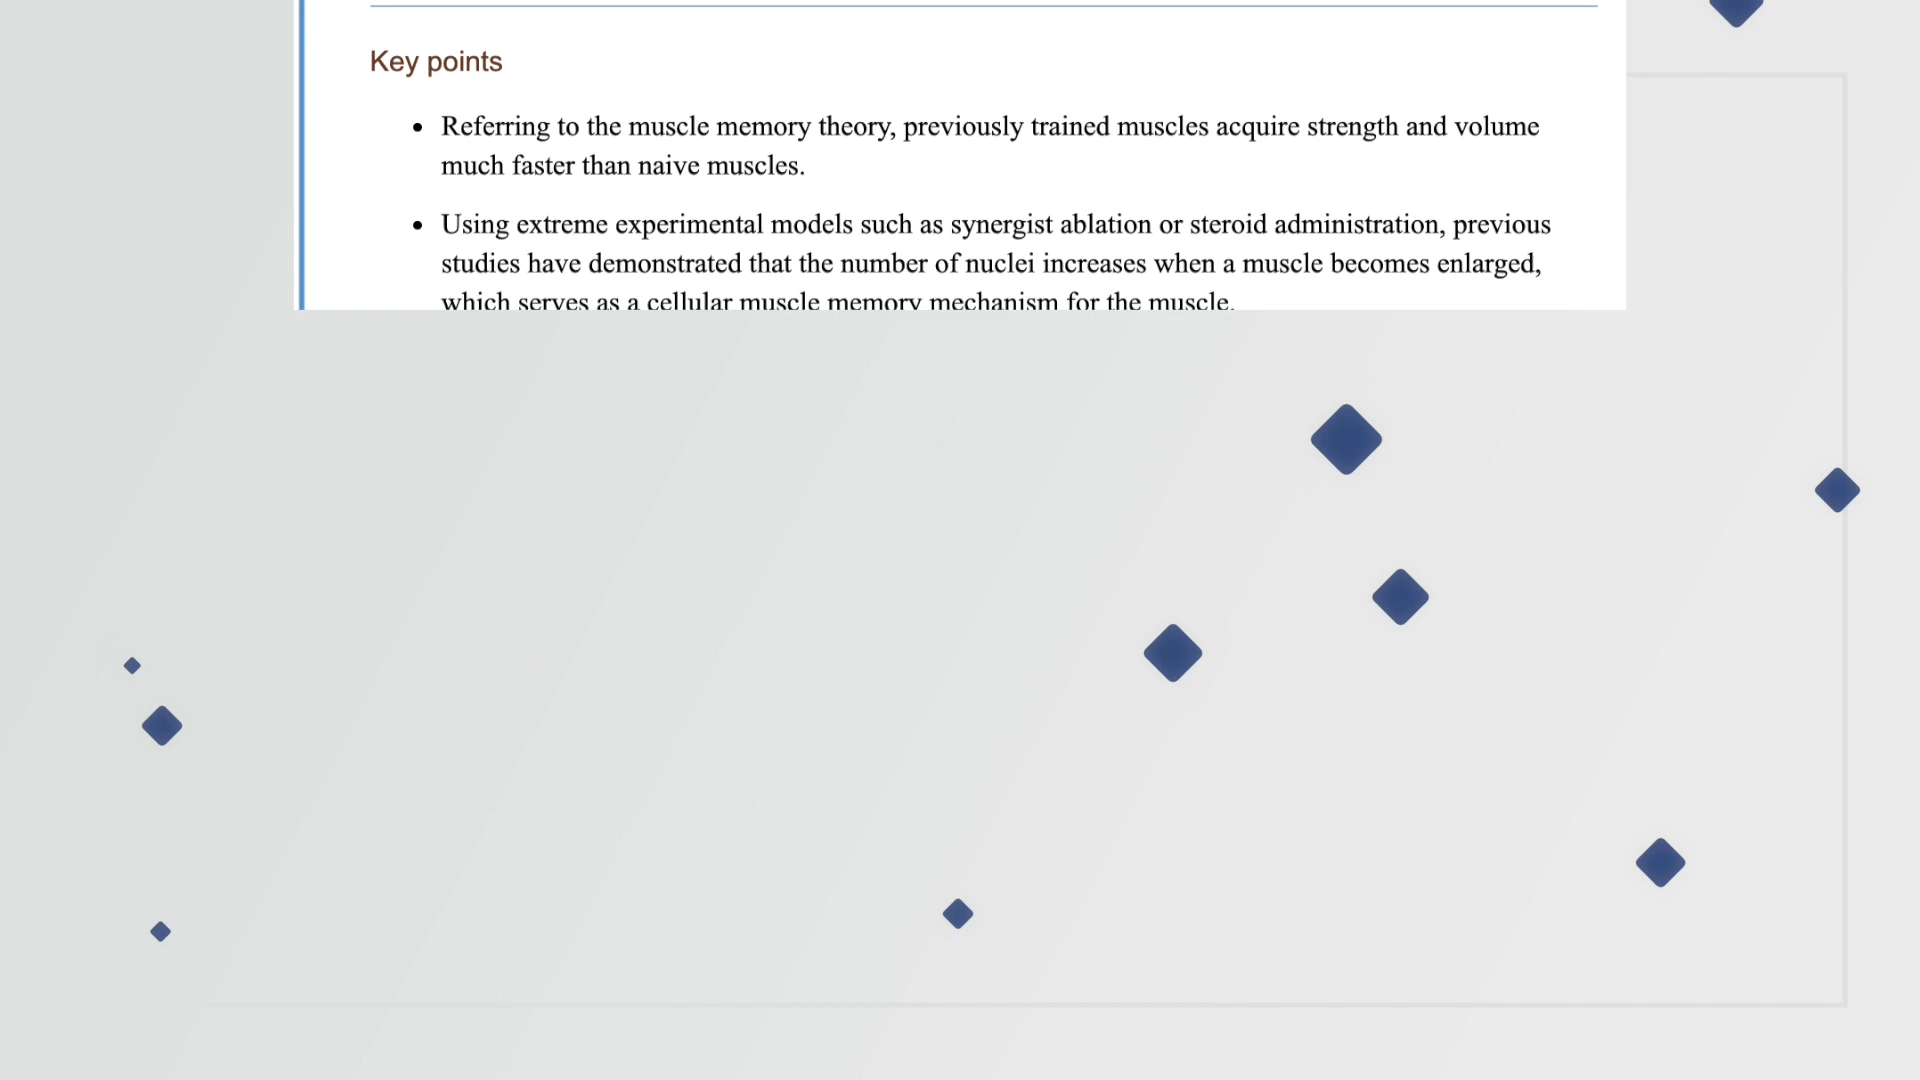 Key points
Referring to the muscle memory theory, previously trained muscles acquire strength and volume
much faster than naive muscles.
Using extreme experimental models such as synergist ablation or steroid administration, previous
studies have demonstrated that the number of nuclei increases when a muscle becomes enlarged,
which serves as a cellular muscle memory mechanism for the muscle.